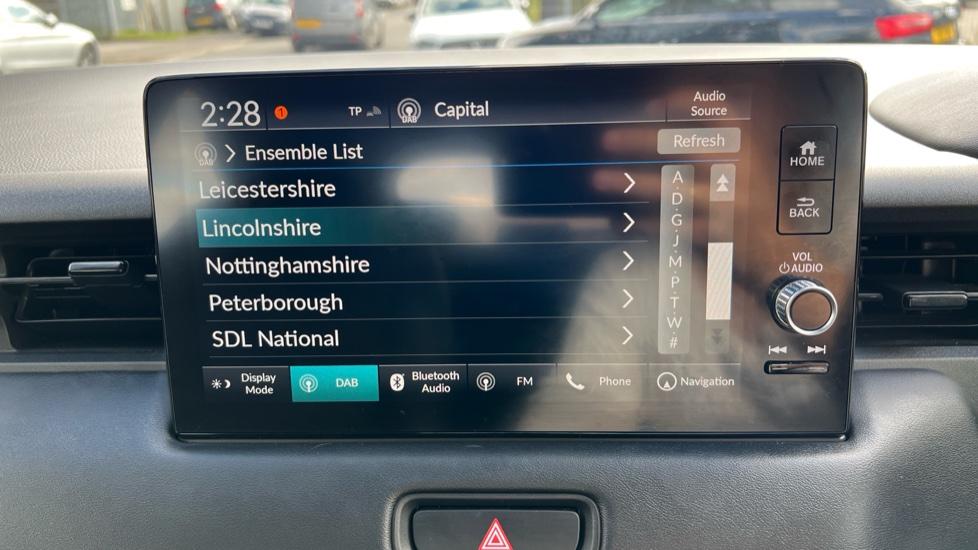 2:28
1
TP
DAB
Capital
Audio
Source
DAB
Ensemble List
Refresh
Leicestershire
Lincolnshire
Nottinghamshire
Peterborough
SDL National
A
D
G
J
M
P
T
W
#
Display
Mode
DAB
Bluetooth
Audio
FM
Phone
Navigation
HOME
BACK
VOL
AUDIO